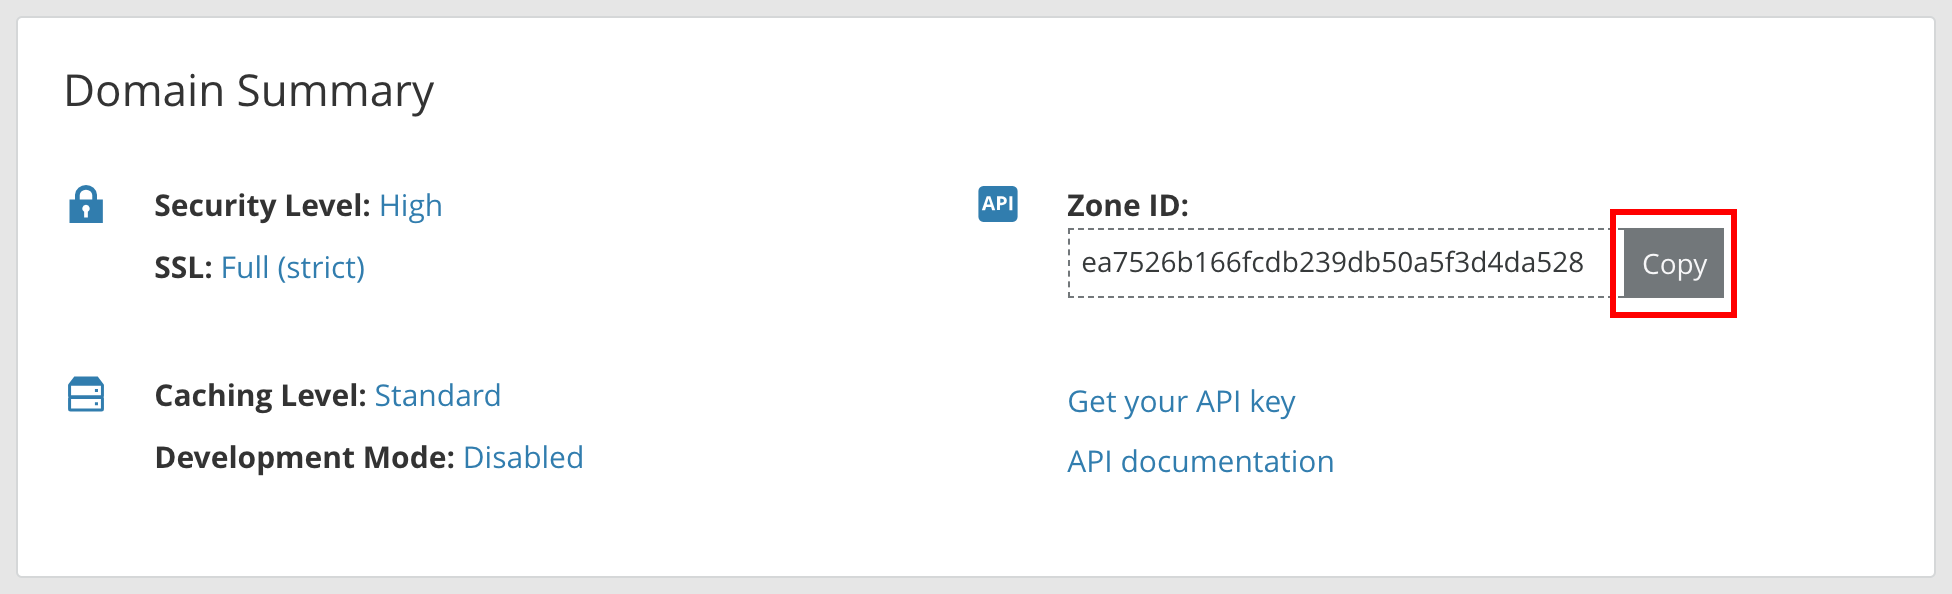 Domain Summary
Security Level: High
SSL: Full (strict)
Caching Level: Standard
Development Mode: Disabled
API
Zone ID:
ea7526b166fcdb239db50a5f3d4da528
Copy
Get your API key
API documentation